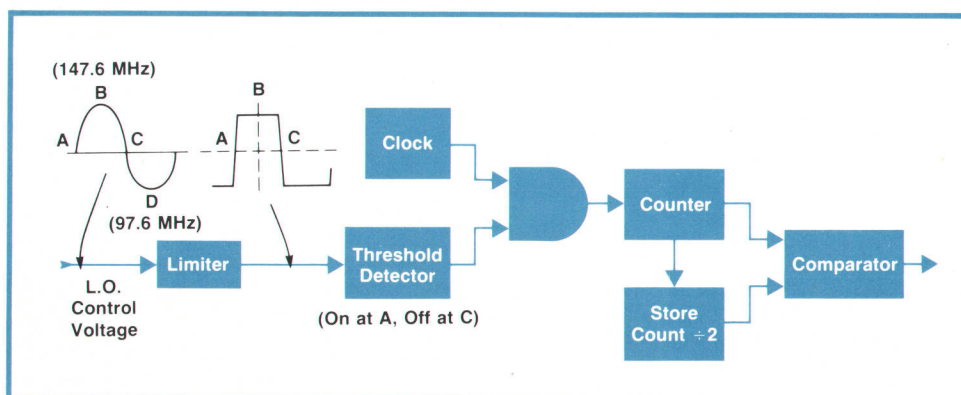 (147.6 MHz)
B
A
C
D
(97.6 MHz)
B
A
C
Clock
Limiter
L.O.
Control
Voltage
Threshold
Detector
(On at A, Off at C)
Counter
Store
Count ÷2
Comparator